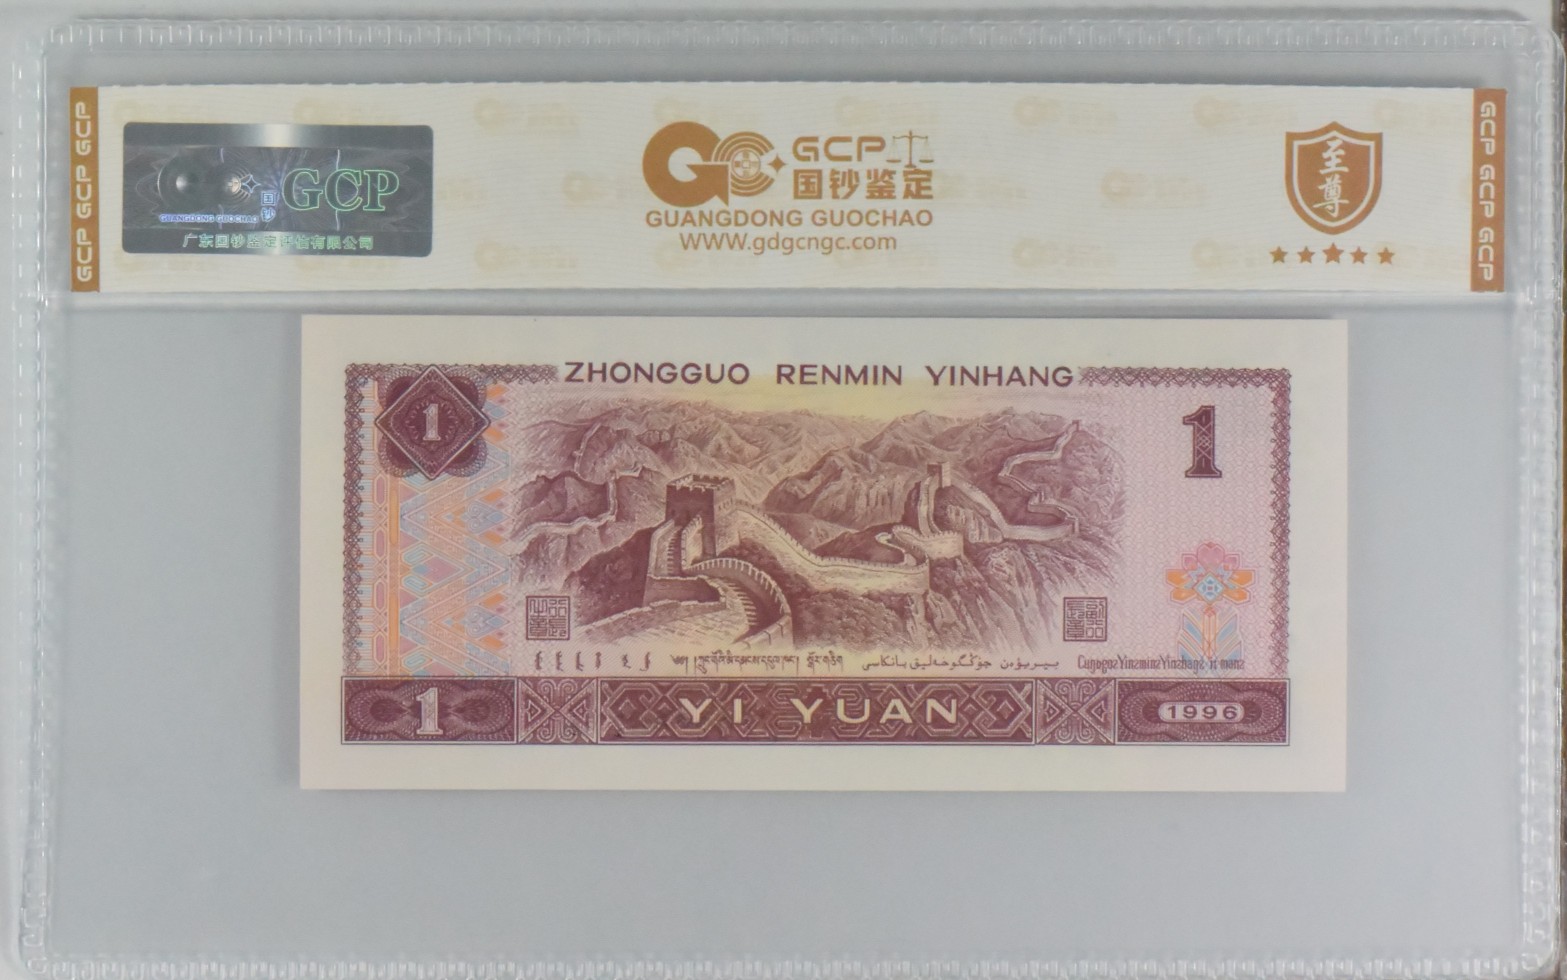 GCP GCP GCP
GCP
国钞
GUANGDONG GUOCHAO
广东国钞鉴定评估有限公司
GCP
国钞鉴定
GUANGDONG GUOCHAO
WWW.gdgcngc.com
至尊
GCP GCP GCP
ZHONGGUO RENMIN YINHANG
1
1
1 YI YUAN 1996